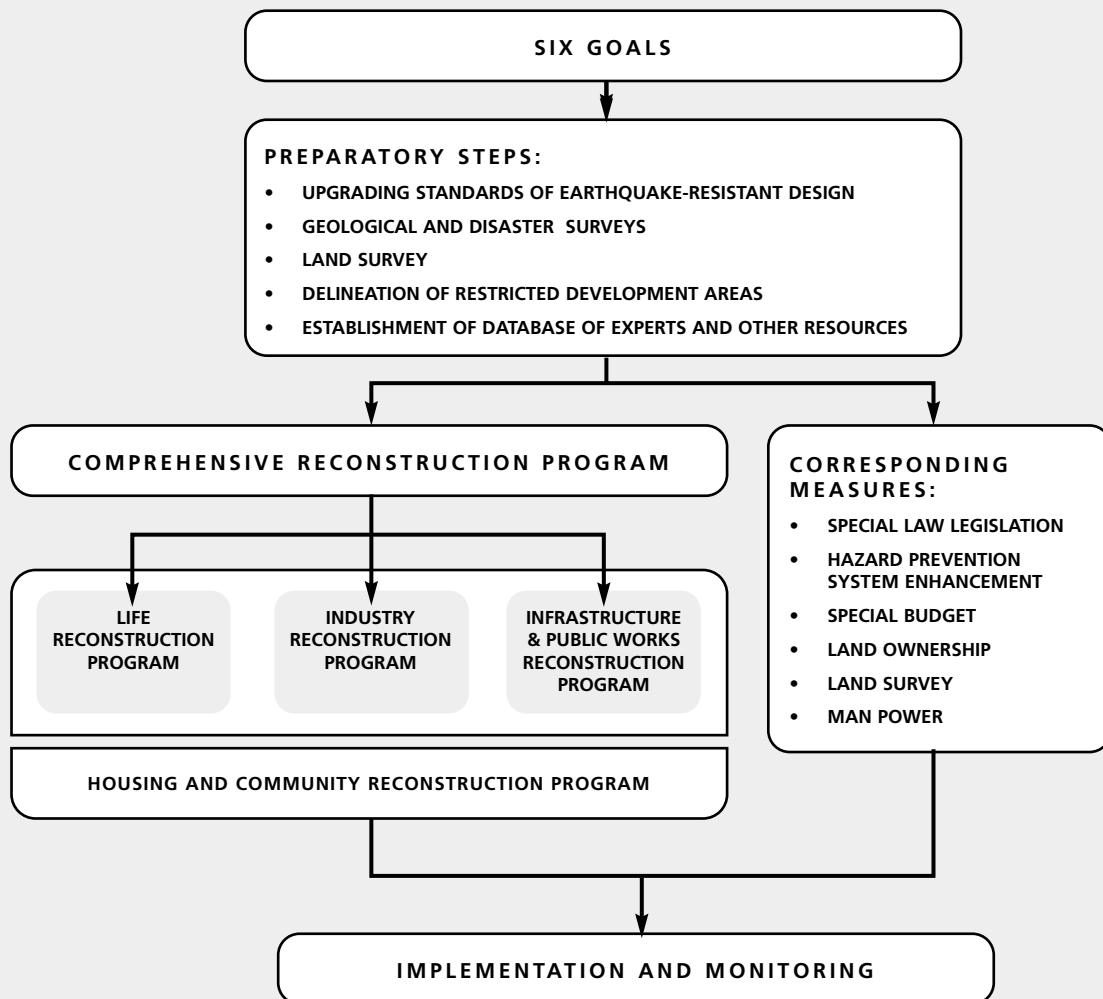 SIX GOALS
PREPARATORY STEPS:
• UPGRADING STANDARDS OF EARTHQUAKE-RESISTANT DESIGN
• GEOLOGICAL AND DISASTER SURVEYS
• LAND SURVEY
• DELINEATION OF RESTRICTED DEVELOPMENT AREAS
• ESTABLISHMENT OF DATABASE OF EXPERTS AND OTHER RESOURCES
COMPREHENSIVE RECONSTRUCTION PROGRAM
LIFE
RECONSTRUCTION
PROGRAM
INDUSTRY
RECONSTRUCTION
PROGRAM
INFRASTRUCTURE
& PUBLIC WORKS
RECONSTRUCTION
PROGRAM
HOUSING AND COMMUNITY RECONSTRUCTION PROGRAM
CORRESPONDING
MEASURES:
• SPECIAL LAW LEGISLATION
• HAZARD PREVENTION
SYSTEM ENHANCEMENT
• SPECIAL BUDGET
• LAND OWNERSHIP
• LAND SURVEY
• MAN POWER
IMPLEMENTATION AND MONITORING